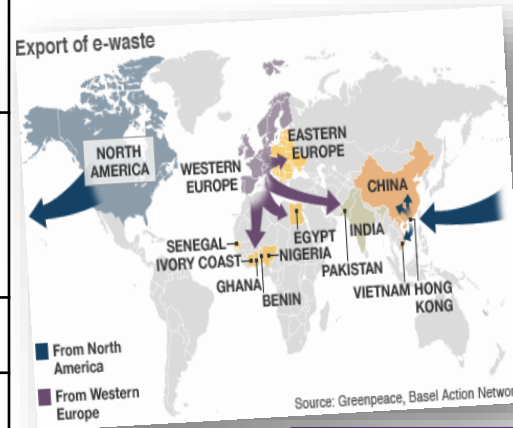 Export of e-waste
NORTH
AMERICA
WESTERN
EUROPE
EASTERN
EUROPE
CHINA
SENEGAL
IVORY COAST
GHANA
BENIN
NIGERIA
EGYPT
INDIA
PAKISTAN
VIETNAM
HONG
KONG
From North
America
From Western
Europe
Source: Greenpeace, Basel Action Networ